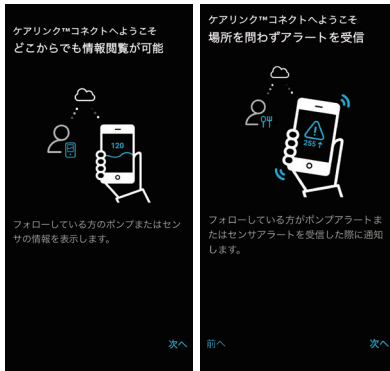 ケアリンク™コネクトへようこそ
どこからでも情報閲覧が可能
120
フォローしている方のポンプまたはセン
サの情報を表示します。
次へ
ケアリンク™コネクトへようこそ
場所を問わずアラートを受信
255↑
フォローしている方がポンプアラートま
たはセンサアラートを受信した際に通知
します。
前へ
次へ